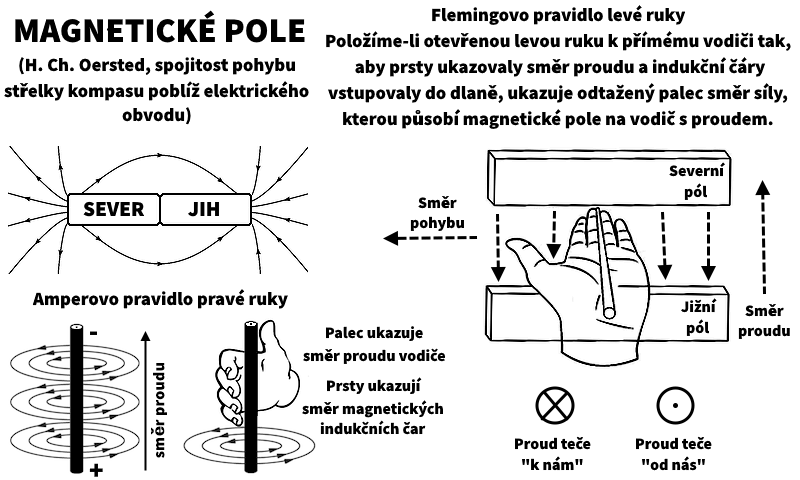 MAGNETICKÉ POLE
(H. Ch. Oersted, spojitost pohybu
střelky kompasu poblíž elektrického
obvodu)
SEVER
JIH
Amperovo pravidlo pravé ruky
-
+
směr proudu
Palec ukazuje
směr proudu vodiče
Prsty ukazují
směr magnetických
indukčních čar
Flemingovo pravidlo levé ruky
Položíme-li otevřenou levou ruku k přímému vodiči tak,
aby prsty ukazovaly směr proudu a indukční čáry
vstupovaly do dlaně, ukazuje odtažený palec směr síly,
kterou působí magnetické pole na vodič s proudem.
Severní
pól
Směr
pohybu
Jižní
pól
Směr
proudu
Proud teče
"k nám"
Proud teče
"od nás"